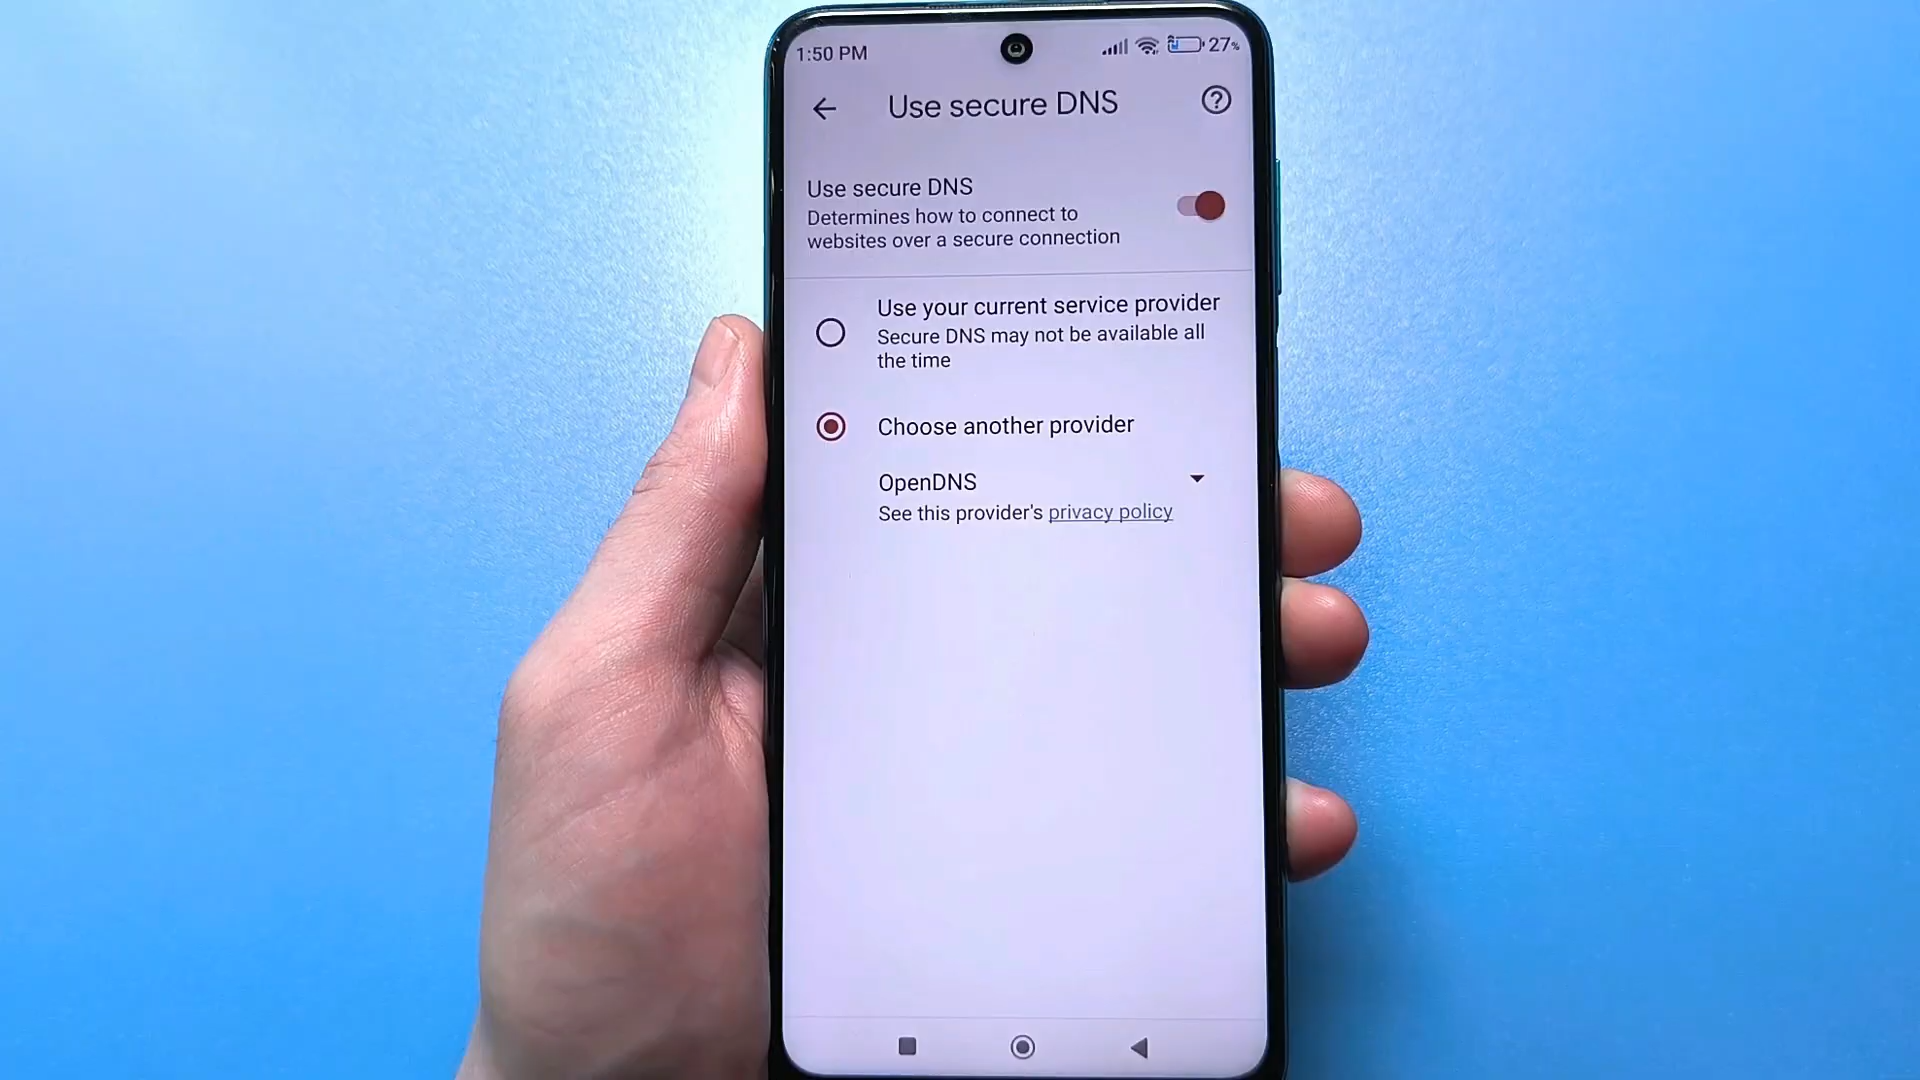 1:50 PM
27%
Use secure DNS
Use secure DNS
Determines how to connect to
websites over a secure connection
Use your current service provider
Secure DNS may not be available all
the time
Choose another provider
OpenDNS
See this provider's privacy policy